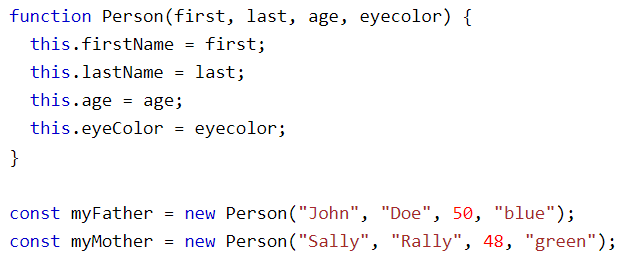 function Person(first, last, age, eyecolor) {
  this.firstName = first;
  this.lastName = last;
  this.age = age;
  this.eyeColor = eyecolor;
}
const myFather = new Person("John", "Doe", 50, "blue");
const myMother = new Person("Sally", "Rally", 48, "green");